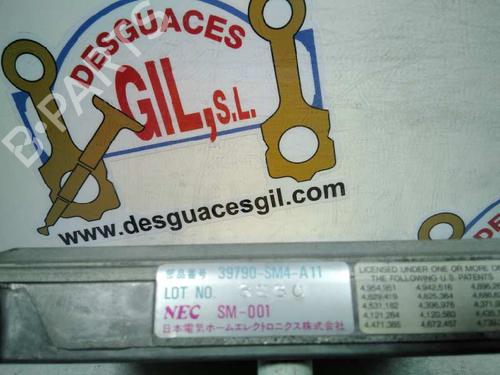 DESGUACES
GIL, S.L.
B-PARTS
www.desguacesgil.com
部品番号 39790-SM4-A11
LOT NO.
NEC SM-001
日本電気ホームエレクトロニクス株式会社
LICENSED UNDER ONE OR MORE
THE FOLLOWING U.S. PATENTS
4,954,951 4,942,516
4,829,419 4,825,364
4,531,182 4,396,976
4,121,284 4,120,583
4,471,385 4,672,457